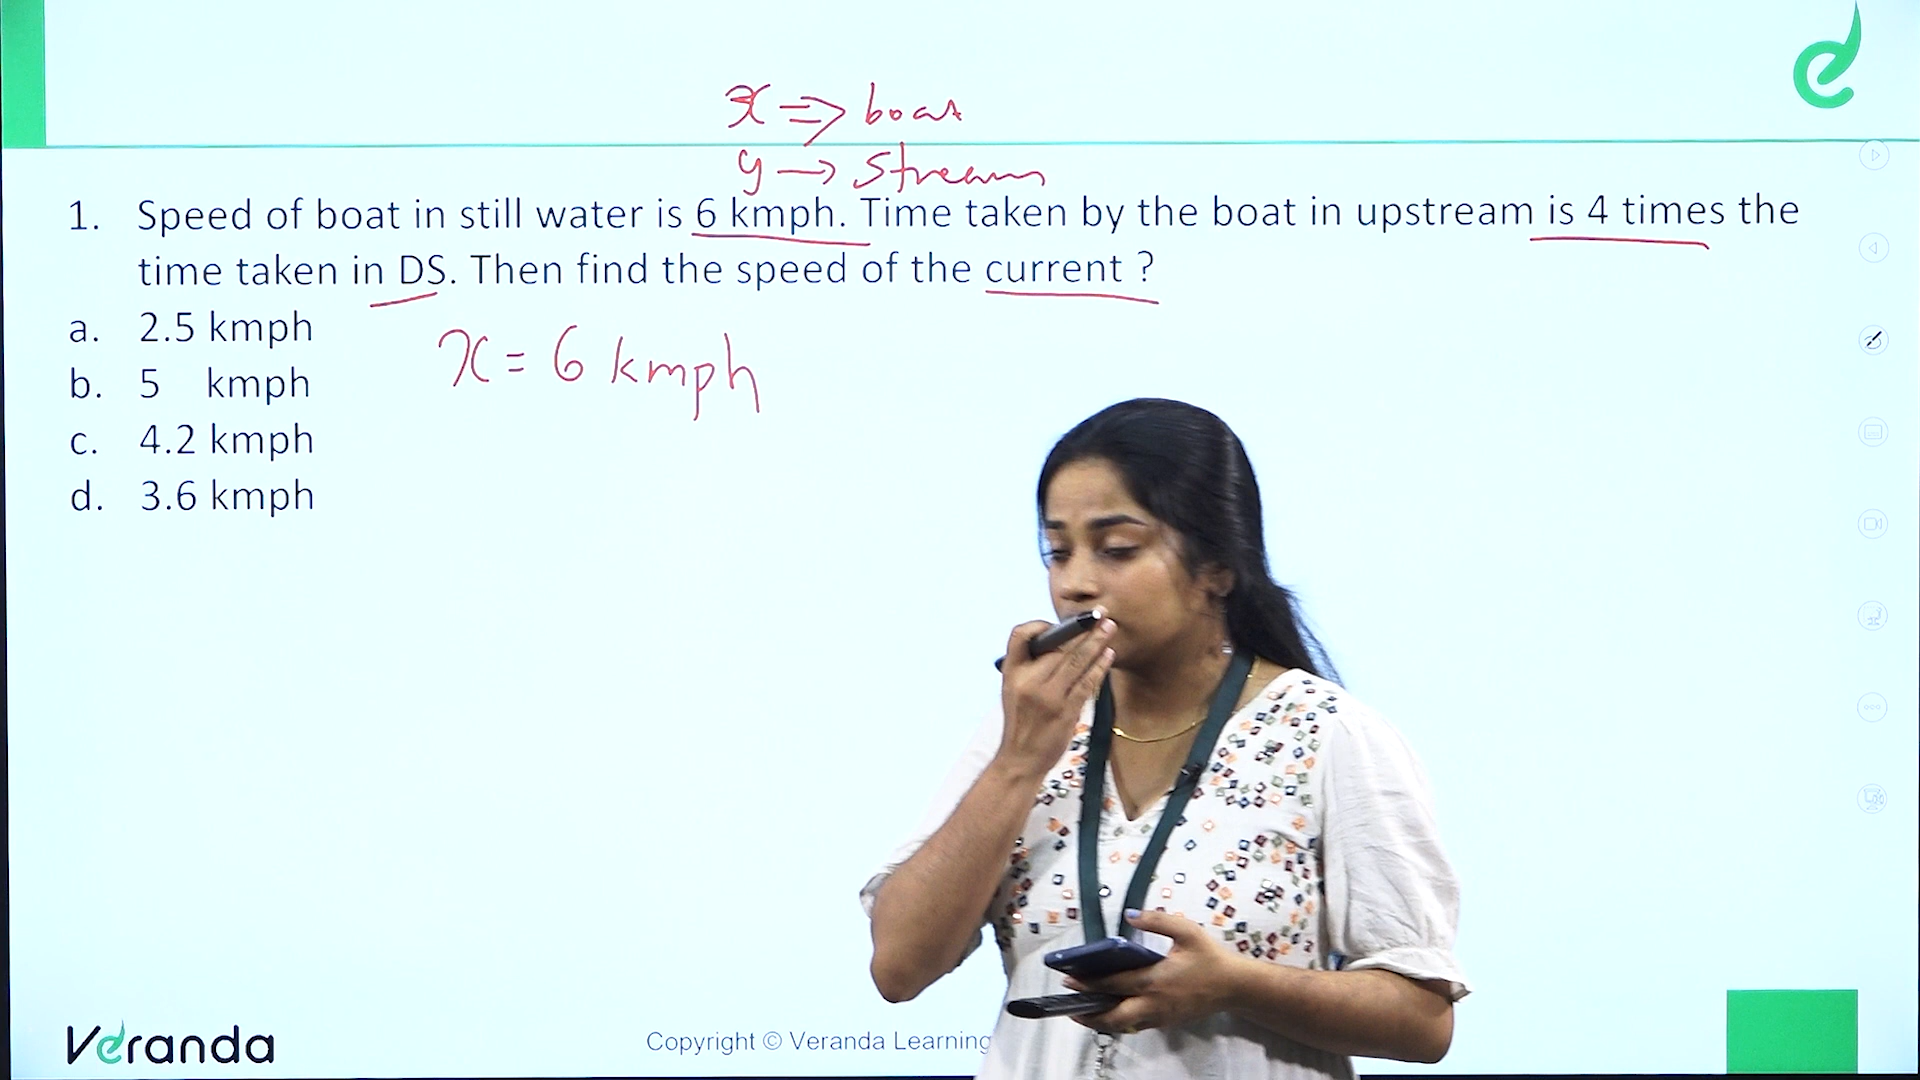 x ⇒ boat
y → Stream
1. Speed of boat in still water is 6 kmph. Time taken by the boat in upstream is 4 times the
time taken in DS. Then find the speed of the current ?
a. 2.5 kmph
b. 5 kmph
c. 4.2 kmph
d. 3.6 kmph
x = 6 kmph
Veranda
Copyright © Veranda Learning